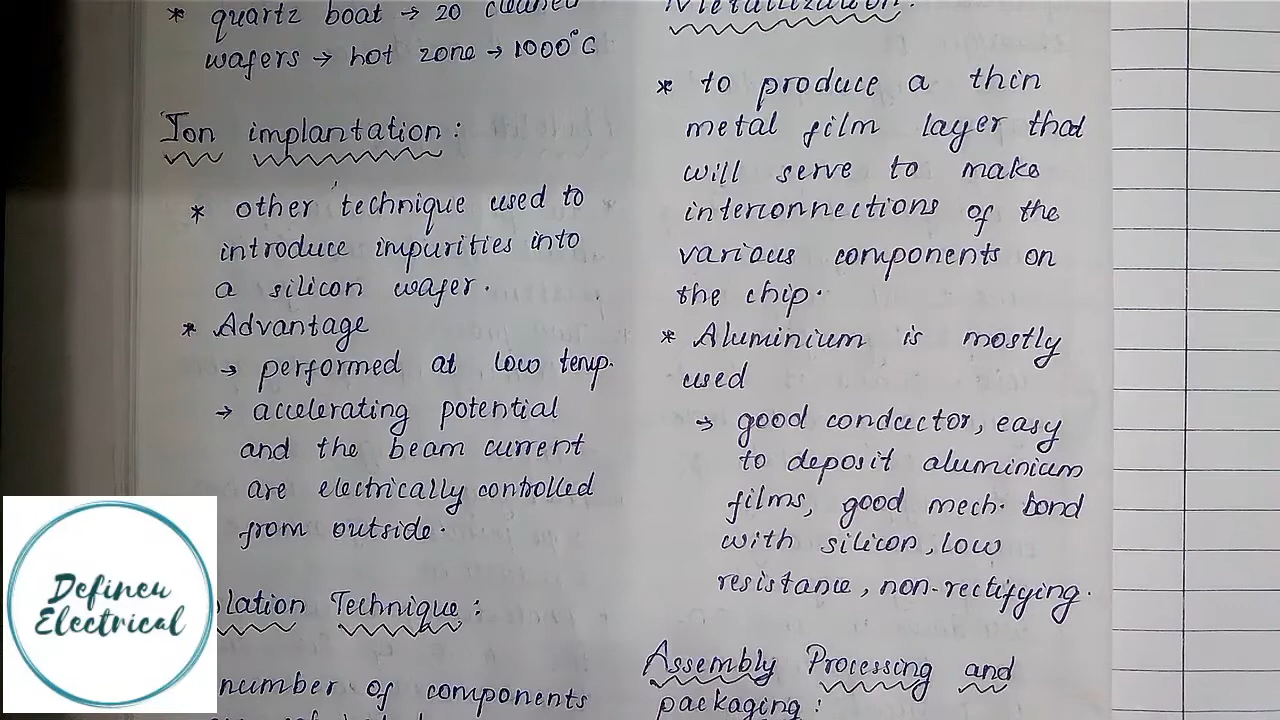 * quartz boat → 20 cleaned
wafers → hot zone → 1000°C
Ion implantation :
* other technique used to
introduce impurities into
a silicon wafer.
* Advantage
→ performed at low temp.
→ accelerating potential
and the beam current
are electrically controlled
from outside.
lation Technique :
number of components
Metallization :
* to produce a thin
metal film layer that
will serve to make
interconnections of the
various components on
the chip.
* Aluminium is mostly
used
→ good conductor, easy
to deposit aluminium
films, good mech. bond
with silicon, low
resistance, non-rectifying.
Assembly Processing and
packaging :
Defineu
Electrical